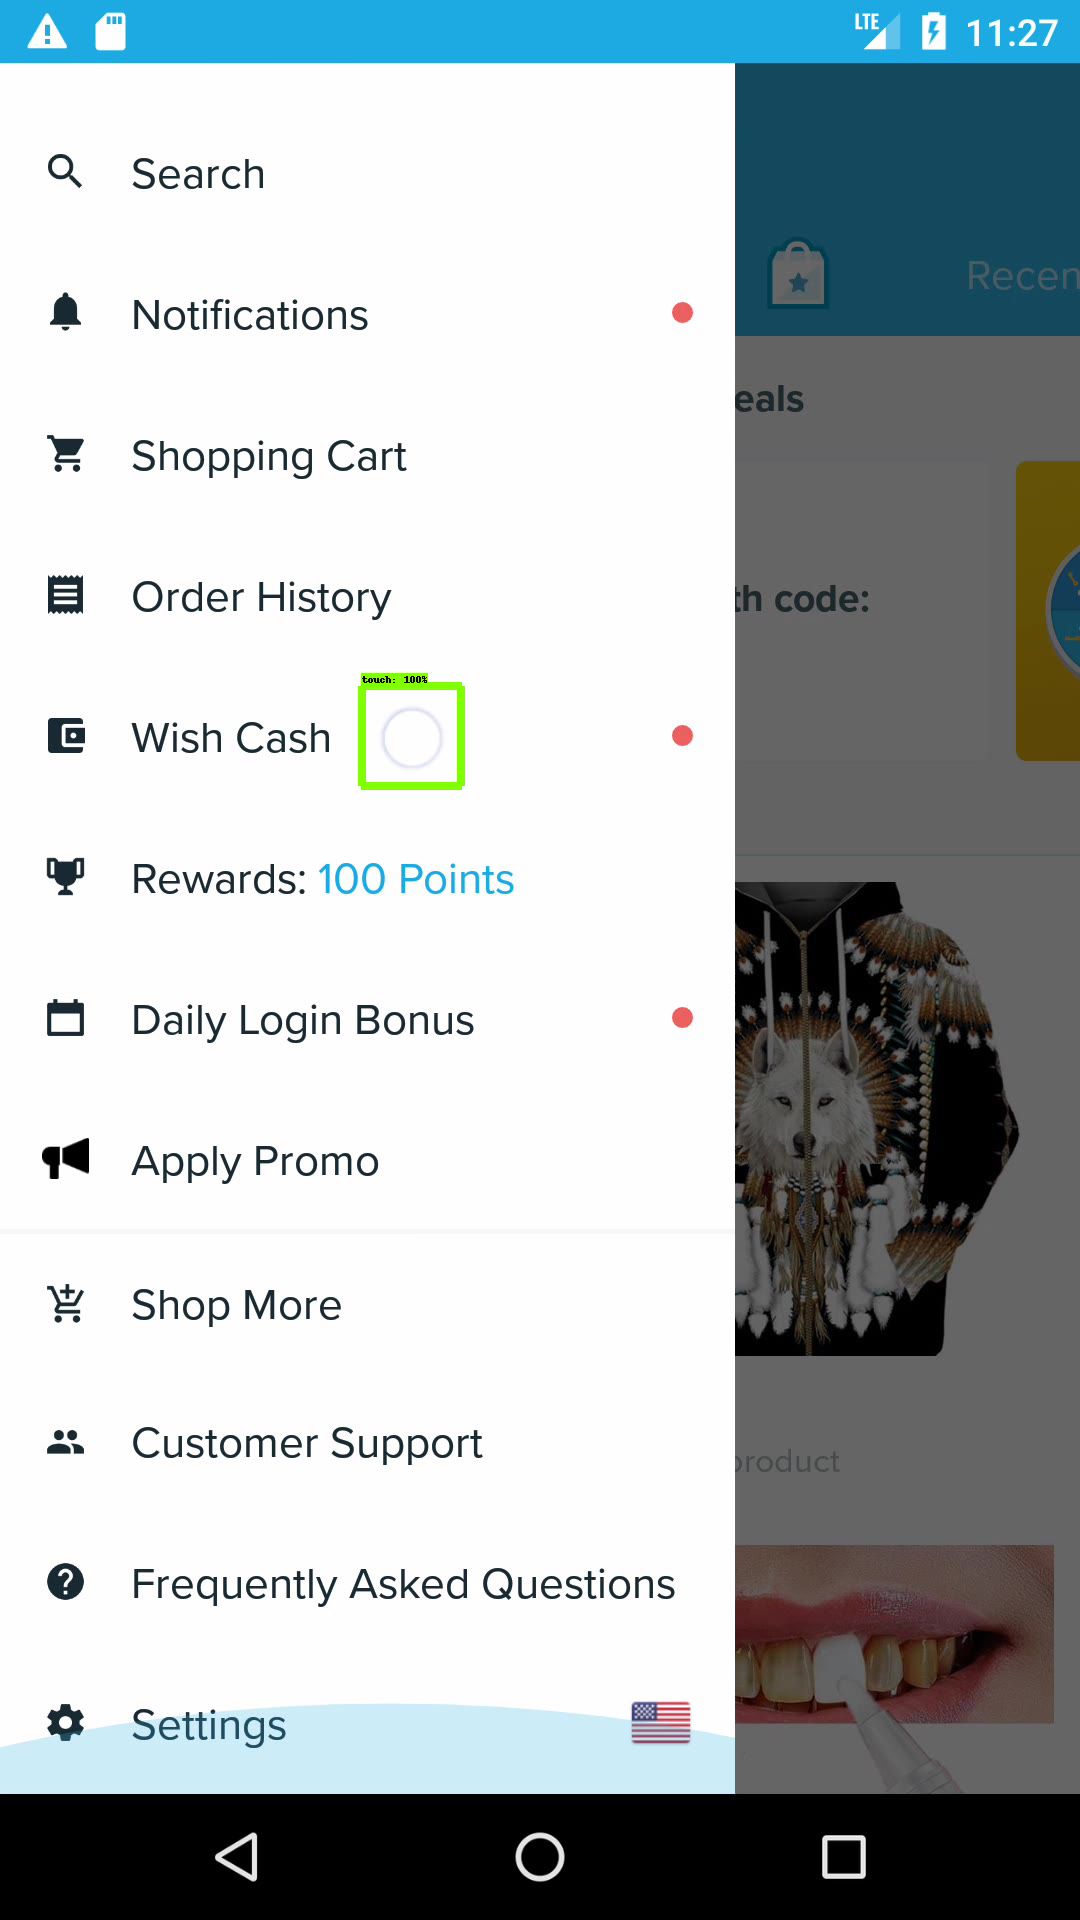 LTE 11:27
Search
Recen
Notifications
eals
Shopping Cart
Order History
th code:
touch: 100%
Wish Cash
Rewards: 100 Points
Daily Login Bonus
Apply Promo
Shop More
Customer Support
product
Frequently Asked Questions
Settings